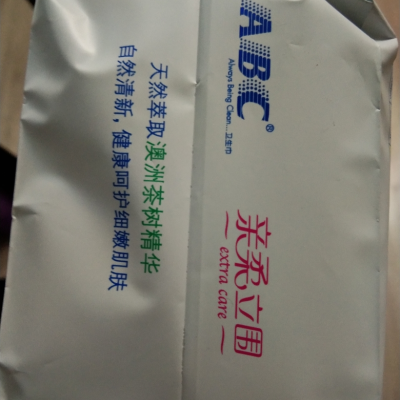 ABC®
Always Being Clean...卫生巾
亲柔立围
~ extra care ~
天然萃取澳洲茶树精华
自然清新，健康呵护细嫩肌肤